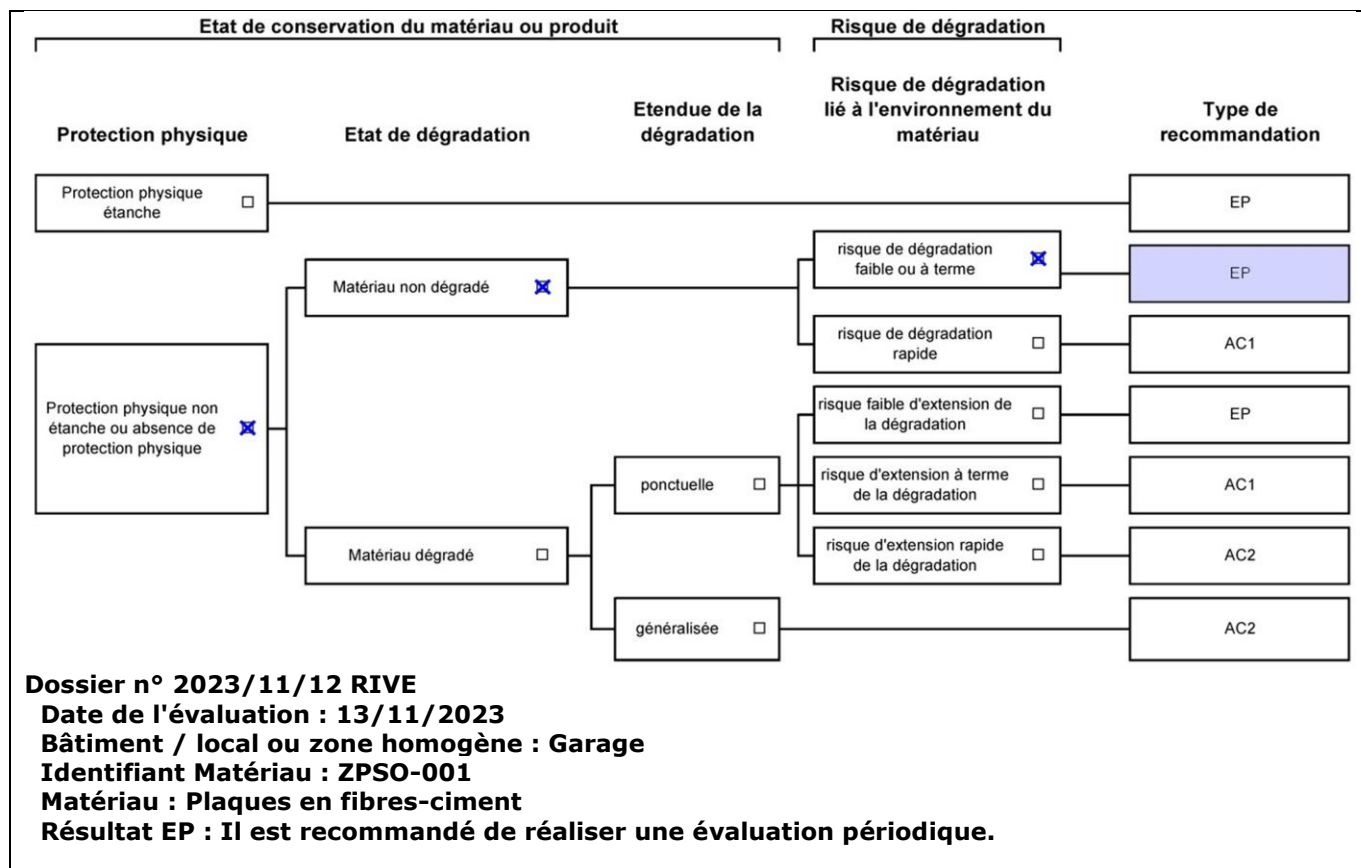 Etat de conservation du matériau ou produit
Risque de dégradation
Protection physique
Etat de dégradation
Etendue de la
dégradation
Risque de dégradation
lié à l'environnement du
matériau
Type de
recommandation
Protection physique
étanche
EP
Protection physique non
étanche ou absence de
protection physique
Matériau non dégradé
risque de dégradation
faible ou à terme
EP
risque de dégradation
rapide
AC1
Matériau dégradé
ponctuelle
risque faible d'extension de
la dégradation
EP
risque d'extension à terme
de la dégradation
AC1
risque d'extension rapide
de la dégradation
AC2
généralisée
AC2
Dossier n° 2023/11/12 RIVE
Date de l'évaluation : 13/11/2023
Bâtiment / local ou zone homogène : Garage
Identifiant Matériau : ZPSO-001
Matériau : Plaques en fibres-ciment
Résultat EP : Il est recommandé de réaliser une évaluation périodique.